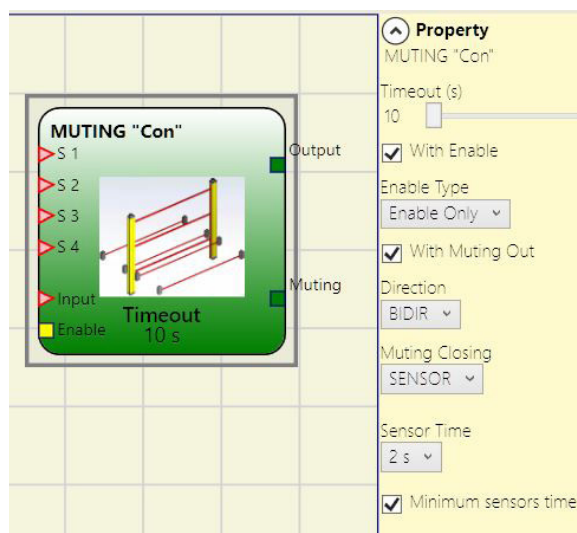 MUTING "Con"
S 1
S 2
S 3
S 4
Input
Enable
Output
Muting
Timeout
10 s
Property
MUTING "Con"
Timeout (s)
10
With Enable
Enable Type
Enable Only
With Muting Out
Direction
BIDIR
Muting Closing
SENSOR
Sensor Time
2 s
Minimum sensors time